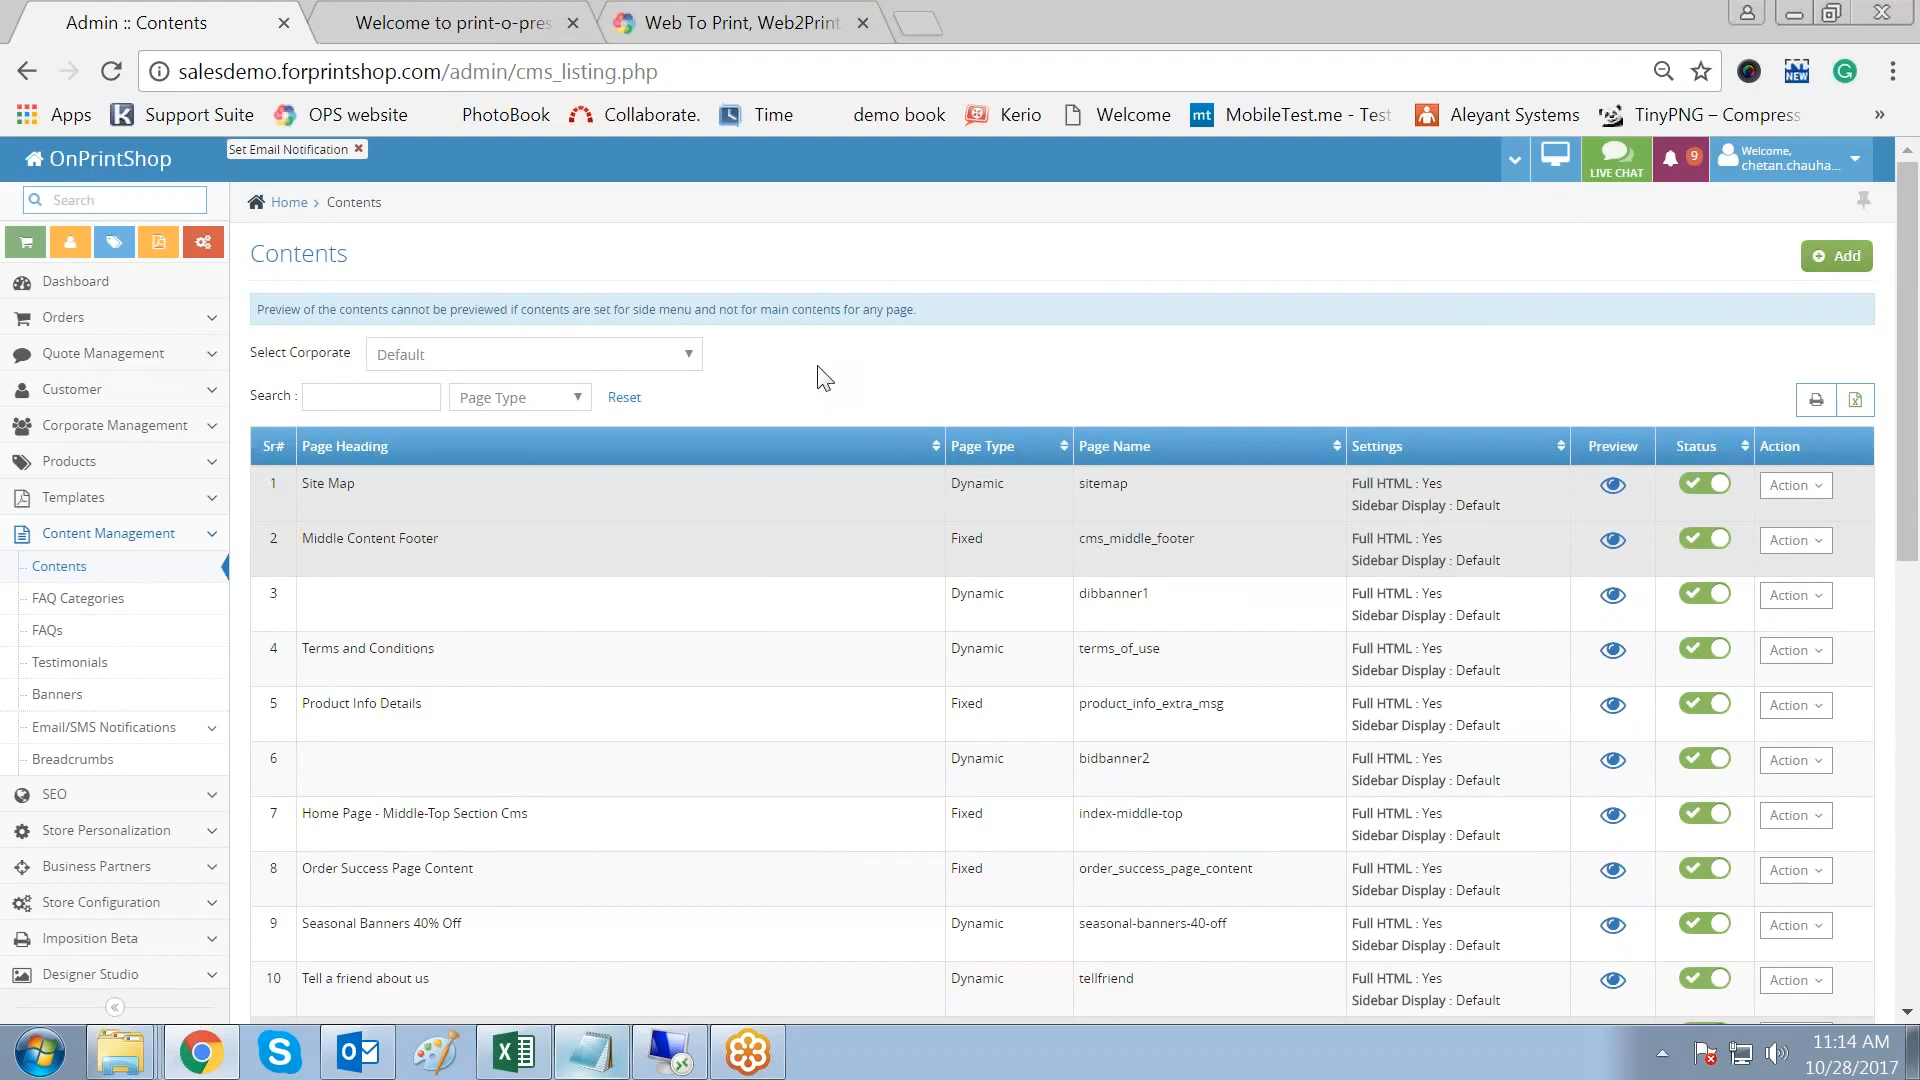 Admin :: Contents
Welcome to print-o-pres
Web To Print, Web2Print
salesdemo.forprintshop.com/admin/cms_listing.php
Apps
Support Suite
OPS website
PhotoBook
Collaborate.
Time
demo book
Kerio
Welcome
mt
MobileTest.me - Test
Aleyant Systems
TinyPNG – Compress
»
NEW
OnPrintShop
Set Email Notification
LIVE CHAT
9
Welcome,
chetan.chauha...
Search
Home > Contents
Contents
Add
Preview of the contents cannot be previewed if contents are set for side menu and not for main contents for any page.
Select Corporate
Default
Search :
Page Type
Reset
Dashboard
Orders
Quote Management
Customer
Corporate Management
Products
Templates
Content Management
Contents
FAQ Categories
FAQs
Testimonials
Banners
Email/SMS Notifications
Breadcrumbs
SEO
Store Personalization
Business Partners
Store Configuration
Imposition Beta
Designer Studio
Sr# Page Heading Page Type Page Name Settings Preview Status Action
1 Site Map Dynamic sitemap Full HTML : Yes Action
Sidebar Display : Default
2 Middle Content Footer Fixed cms_middle_footer Full HTML : Yes Action
Sidebar Display : Default
3 Dynamic dibbanner1 Full HTML : Yes Action
Sidebar Display : Default
4 Terms and Conditions Dynamic terms_of_use Full HTML : Yes Action
Sidebar Display : Default
5 Product Info Details Fixed product_info_extra_msg Full HTML : Yes Action
Sidebar Display : Default
6 Dynamic bidbanner2 Full HTML : Yes Action
Sidebar Display : Default
7 Home Page - Middle-Top Section Cms Fixed index-middle-top Full HTML : Yes Action
Sidebar Display : Default
8 Order Success Page Content Fixed order_success_page_content Full HTML : Yes Action
Sidebar Display : Default
9 Seasonal Banners 40% Off Dynamic seasonal-banners-40-off Full HTML : Yes Action
Sidebar Display : Default
10 Tell a friend about us Dynamic tellfriend Full HTML : Yes Action
Sidebar Display : Default
11:14 AM
10/28/2017